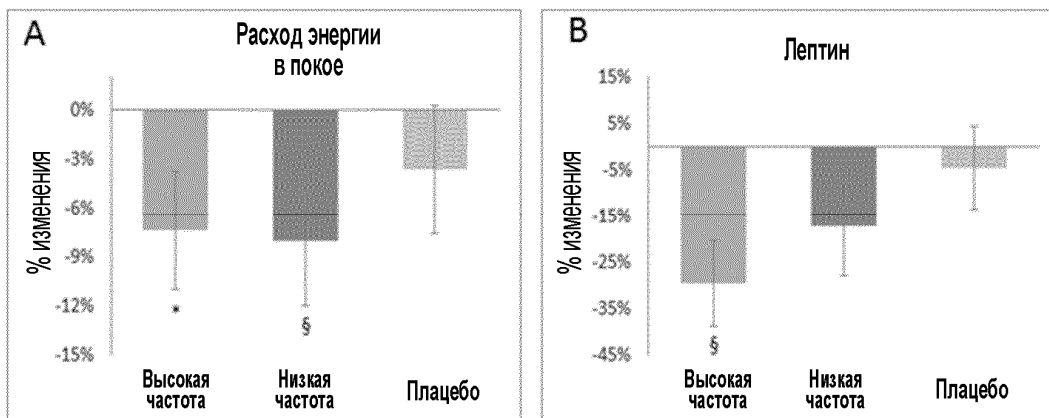 A
Расход энергии
в покое
% изменения
0%
-3%
-6%
-9%
-12%
-15%
*
§
Высокая
частота
Низкая
частота
Плацебо
B
Лептин
% изменения
15%
5%
-5%
-15%
-25%
-35%
-45%
§
Высокая
частота
Низкая
частота
Плацебо